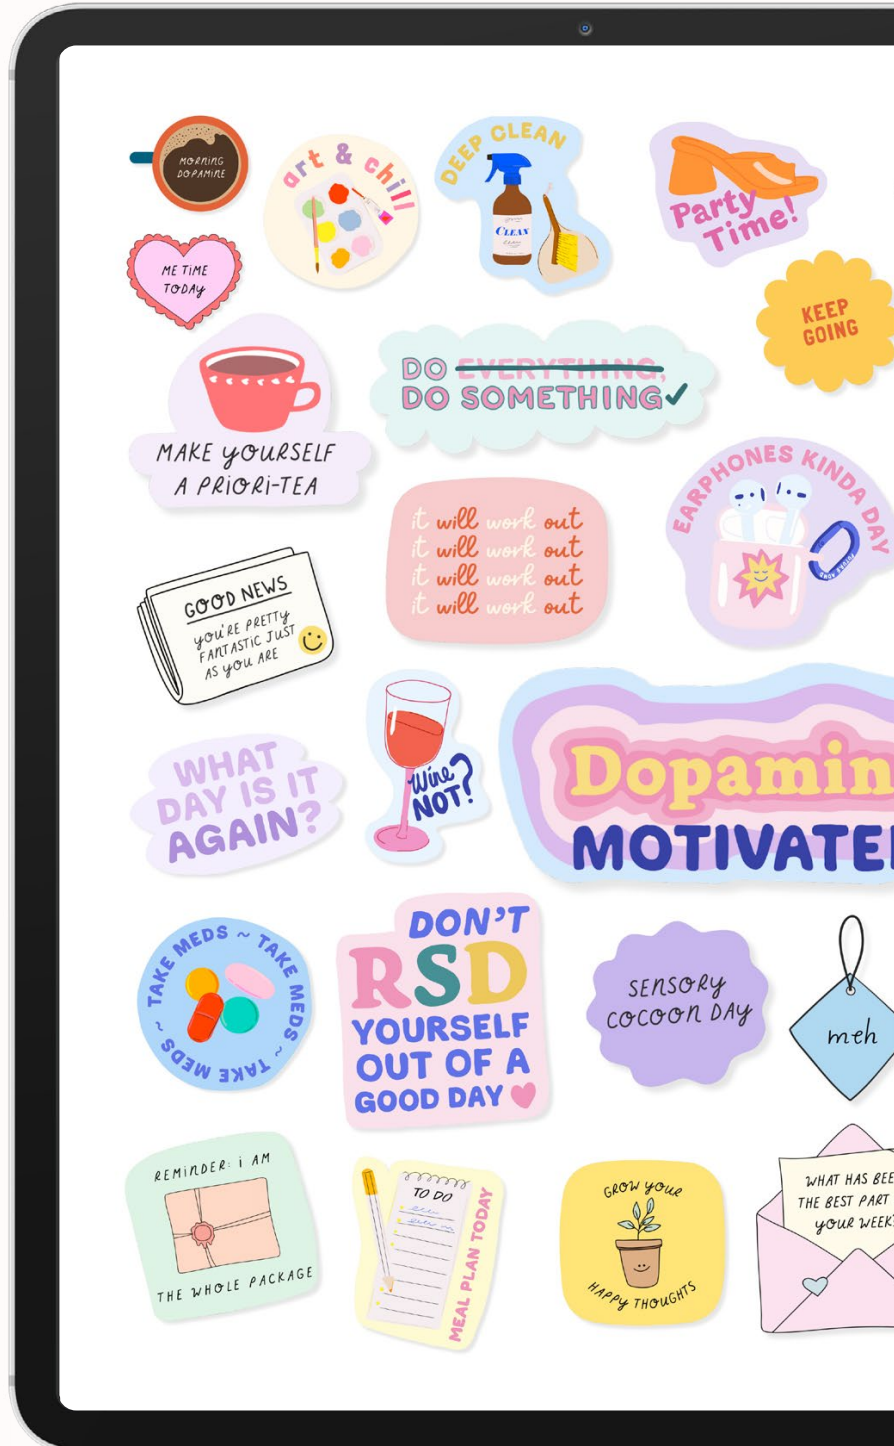 MORNING
DOPAMINE
art & chill
DEEP CLEAN
CLEAN
Party
Time!
ME TIME
TODAY
KEEP
GOING
DO EVERYTHING,
DO SOMETHING
MAKE YOURSELF
A PRIORI-TEA
it will work out
it will work out
it will work out
it will work out
EARPHONES KINDA DAY
GOOD NEWS
YOU'RE PRETTY
FANTASTIC JUST
AS YOU ARE
Wine
NOT?
Dopamin
MOTIVATE
WHAT
DAY IS IT
AGAIN?
TAKE MEDS ~ TAKE MEDS ~ TAKE MEDS ~
DON'T
RSD
YOURSELF
OUT OF A
GOOD DAY
SENSORY
COCOON DAY
meh
REMINDER: I AM
THE WHOLE PACKAGE
TO DO
MEAL PLAN TODAY
GROW YOUR
HAPPY THOUGHTS
WHAT HAS BEE
THE BEST PART
YOUR WEEK?